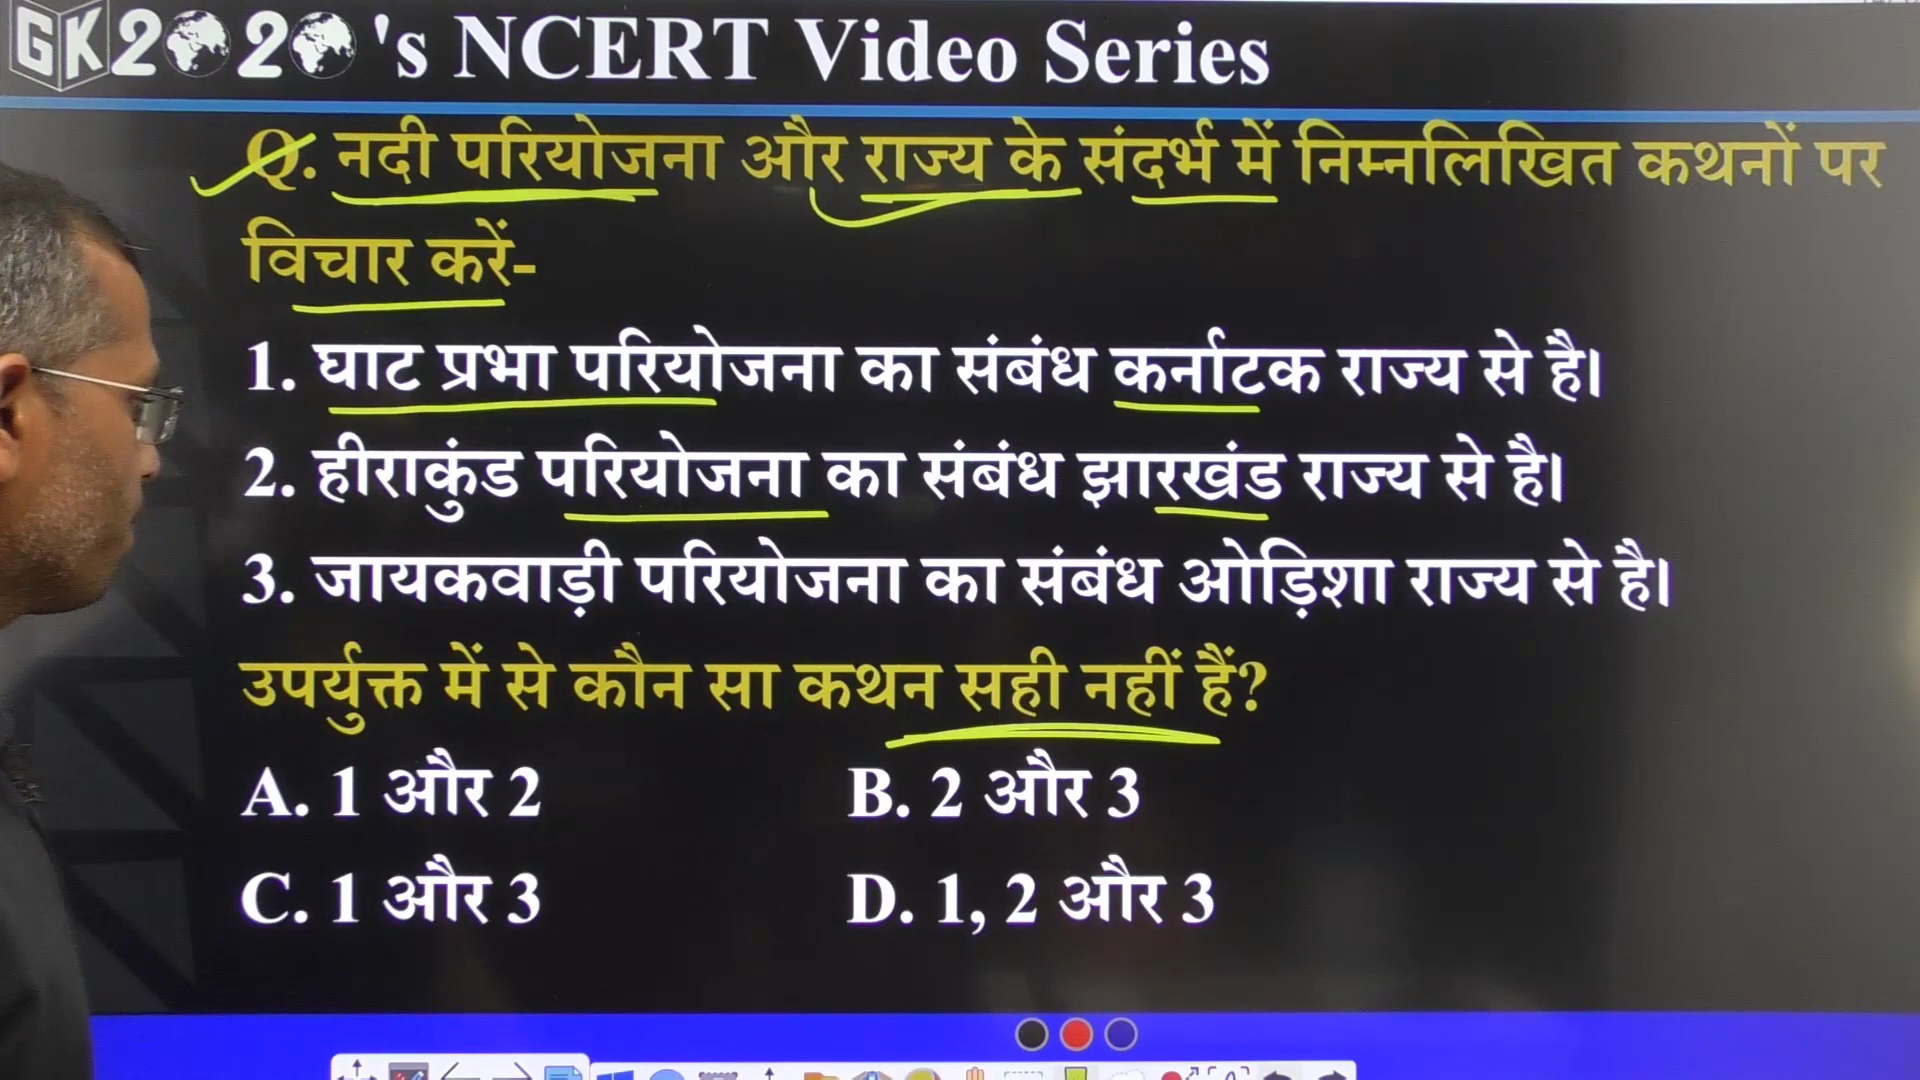 GK2020's NCERT Video Series
Q. नदी परियोजना और राज्य के संदर्भ में निम्नलिखित कथनों पर
विचार करें-
1. घाट प्रभा परियोजना का संबंध कर्नाटक राज्य से है।
2. हीराकुंड परियोजना का संबंध झारखंड राज्य से है।
3. जायकवाड़ी परियोजना का संबंध ओड़िशा राज्य से है।
उपर्युक्त में से कौन सा कथन सही नहीं हैं?
A. 1 और 2 B. 2 और 3
C. 1 और 3 D. 1, 2 और 3